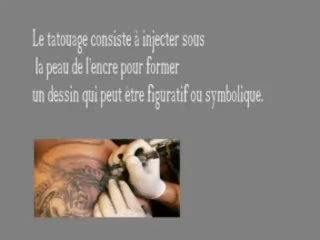 Le tatouage consiste à injecter sous
la peau de l'encre pour former
un dessin qui peut être figuratif ou symbolique.